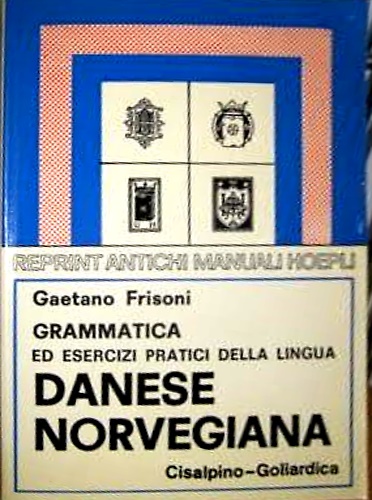 REPRINT ANTICHI MANUALI HOEPLI
Gaetano Frisoni
GRAMMATICA
ED ESERCIZI PRATICI DELLA LINGUA
DANESE
NORVEGIANA
Cisalpino-Goliardica